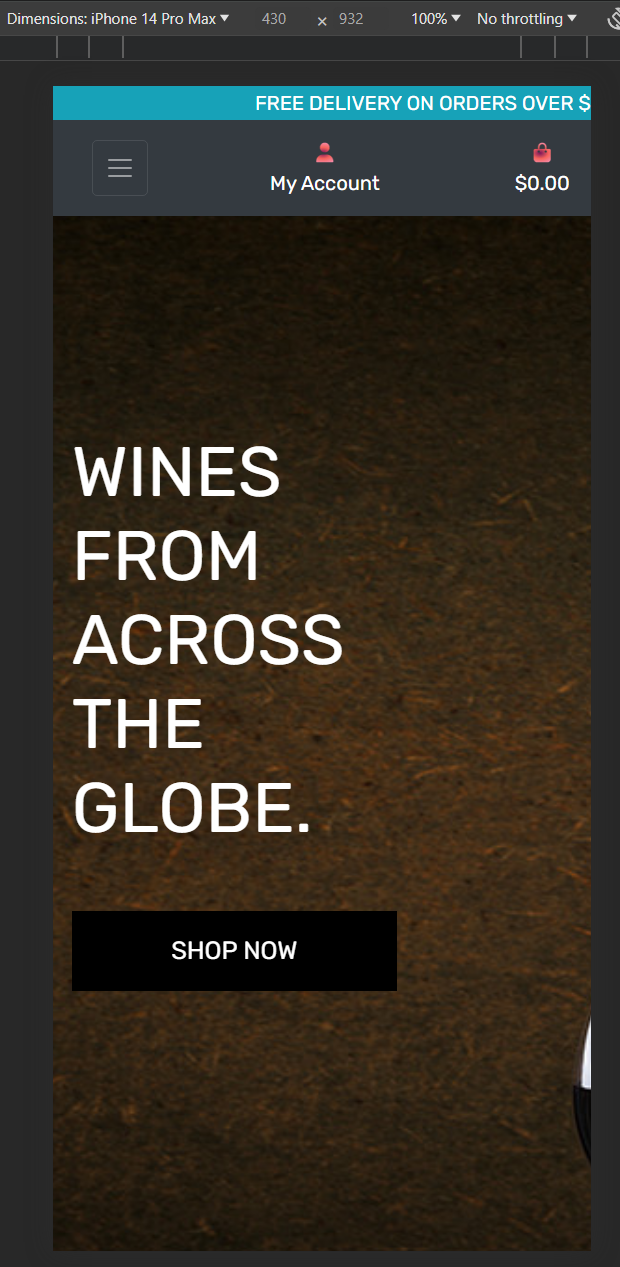 Dimensions: iPhone 14 Pro Max 430 × 932 100% No throttling
FREE DELIVERY ON ORDERS OVER $
My Account $0.00
WINES
FROM
ACROSS
THE
GLOBE.
SHOP NOW